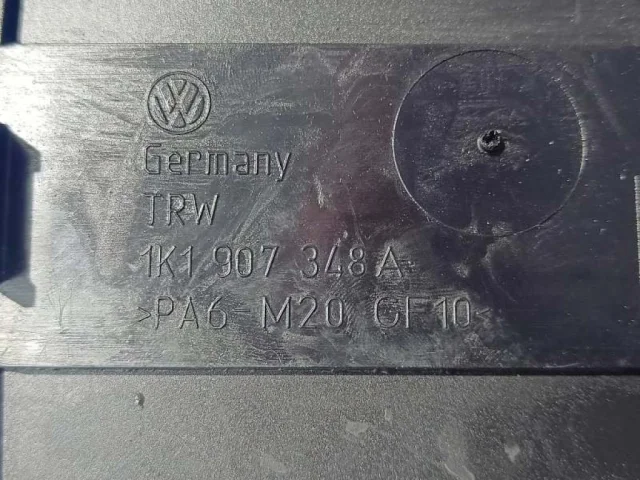 Germany
TRW
1K1 907 348 A
>PA6-M20 GF10<